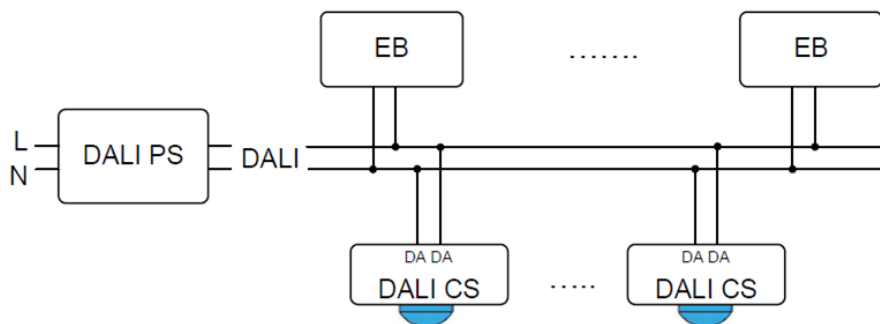 EB
.......
EB
L
N
DALI PS
DALI
DA DA
DALI CS
.....
DA DA
DALI CS